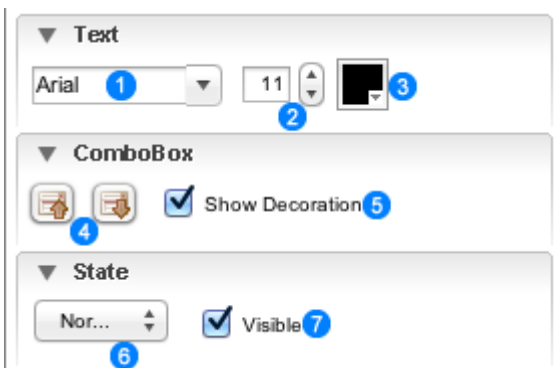 Text
Arial 1 11 2 3
ComboBox
4 Show Decoration 5
State
Nor... 6 Visible 7